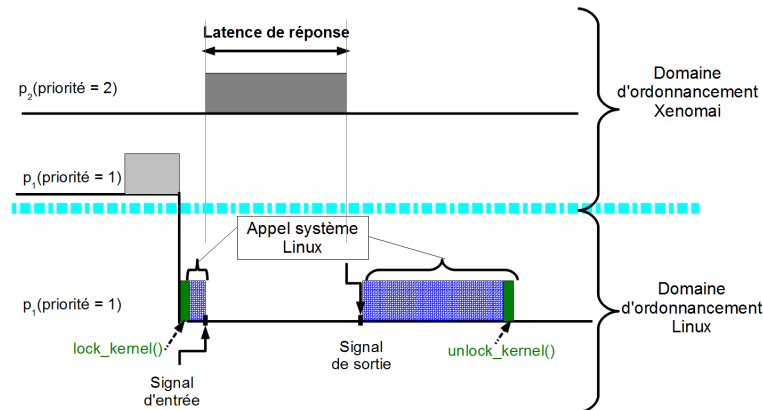 Latence de réponse
p2(priorité = 2)
Domaine
d'ordonnancement
Xenomai
p1(priorité = 1)
Appel système
Linux
p1(priorité = 1)
Domaine
d'ordonnancement
Linux
lock_kernel()
Signal
d'entrée
Signal
de sortie
unlock_kernel()